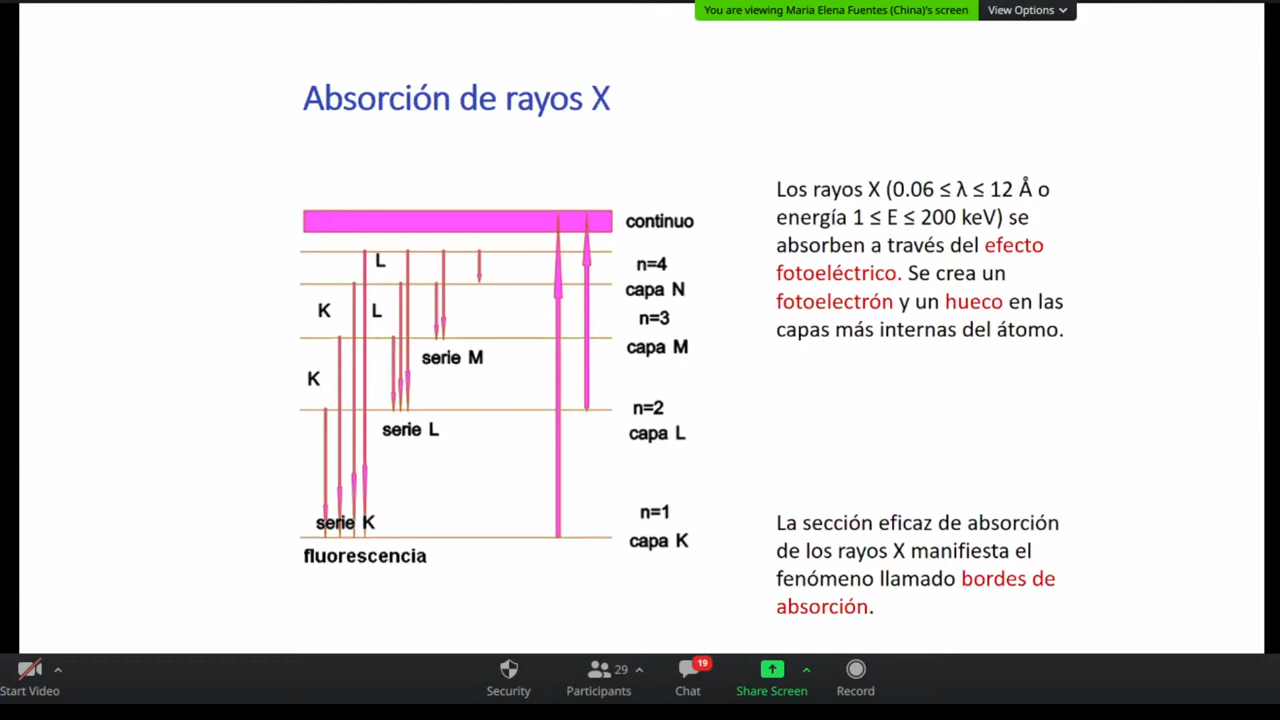 You are viewing Maria Elena Fuentes (China)'s screen
View Options
Absorción de rayos X
continuo
L
n=4
capa N
K
L
n=3
capa M
serie M
K
n=2
serie L
capa L
n=1
serie K
capa K
fluorescencia
Los rayos X (0.06 ≤ λ ≤ 12 Å o
energía 1 ≤ E ≤ 200 keV) se
absorben a través del efecto
fotoeléctrico. Se crea un
fotoelectrón y un hueco en las
capas más internas del átomo.
La sección eficaz de absorción
de los rayos X manifiesta el
fenómeno llamado bordes de
absorción.
29
19
Start Video
Security
Participants
Chat
Share Screen
Record